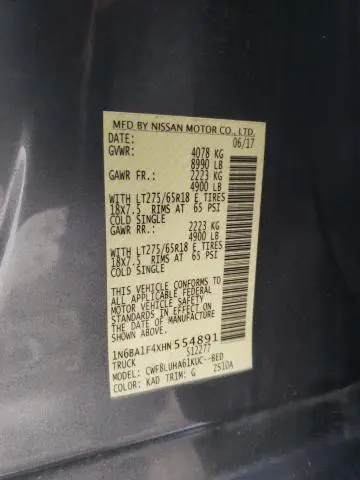 MFD BY NISSAN MOTOR CO., LTD.
DATE: 06/17
GVWR: 4078 KG
8990 LB
GAWR FR.: 2223 KG
4900 LB
WITH LT275/65R18 E TIRES
18X7.5 RIMS AT 65 PSI
COLD SINGLE
GAWR RR.: 2223 KG
4900 LB
WITH LT275/65R18 E TIRES
18X7.5 RIMS AT 65 PSI
COLD SINGLE
THIS VEHICLE CONFORMS TO ALL
APPLICABLE FEDERAL MOTOR
VEHICLE SAFETY STANDARDS
IN EFFECT ON THE DATE OF
MANUFACTURE SHOWN ABOVE.
1N6BA1F4XHN554891
TRUCK 512277
MODEL: CWFBLUHA61KUC--BED
COLOR: KAD TRIM: G 2510A